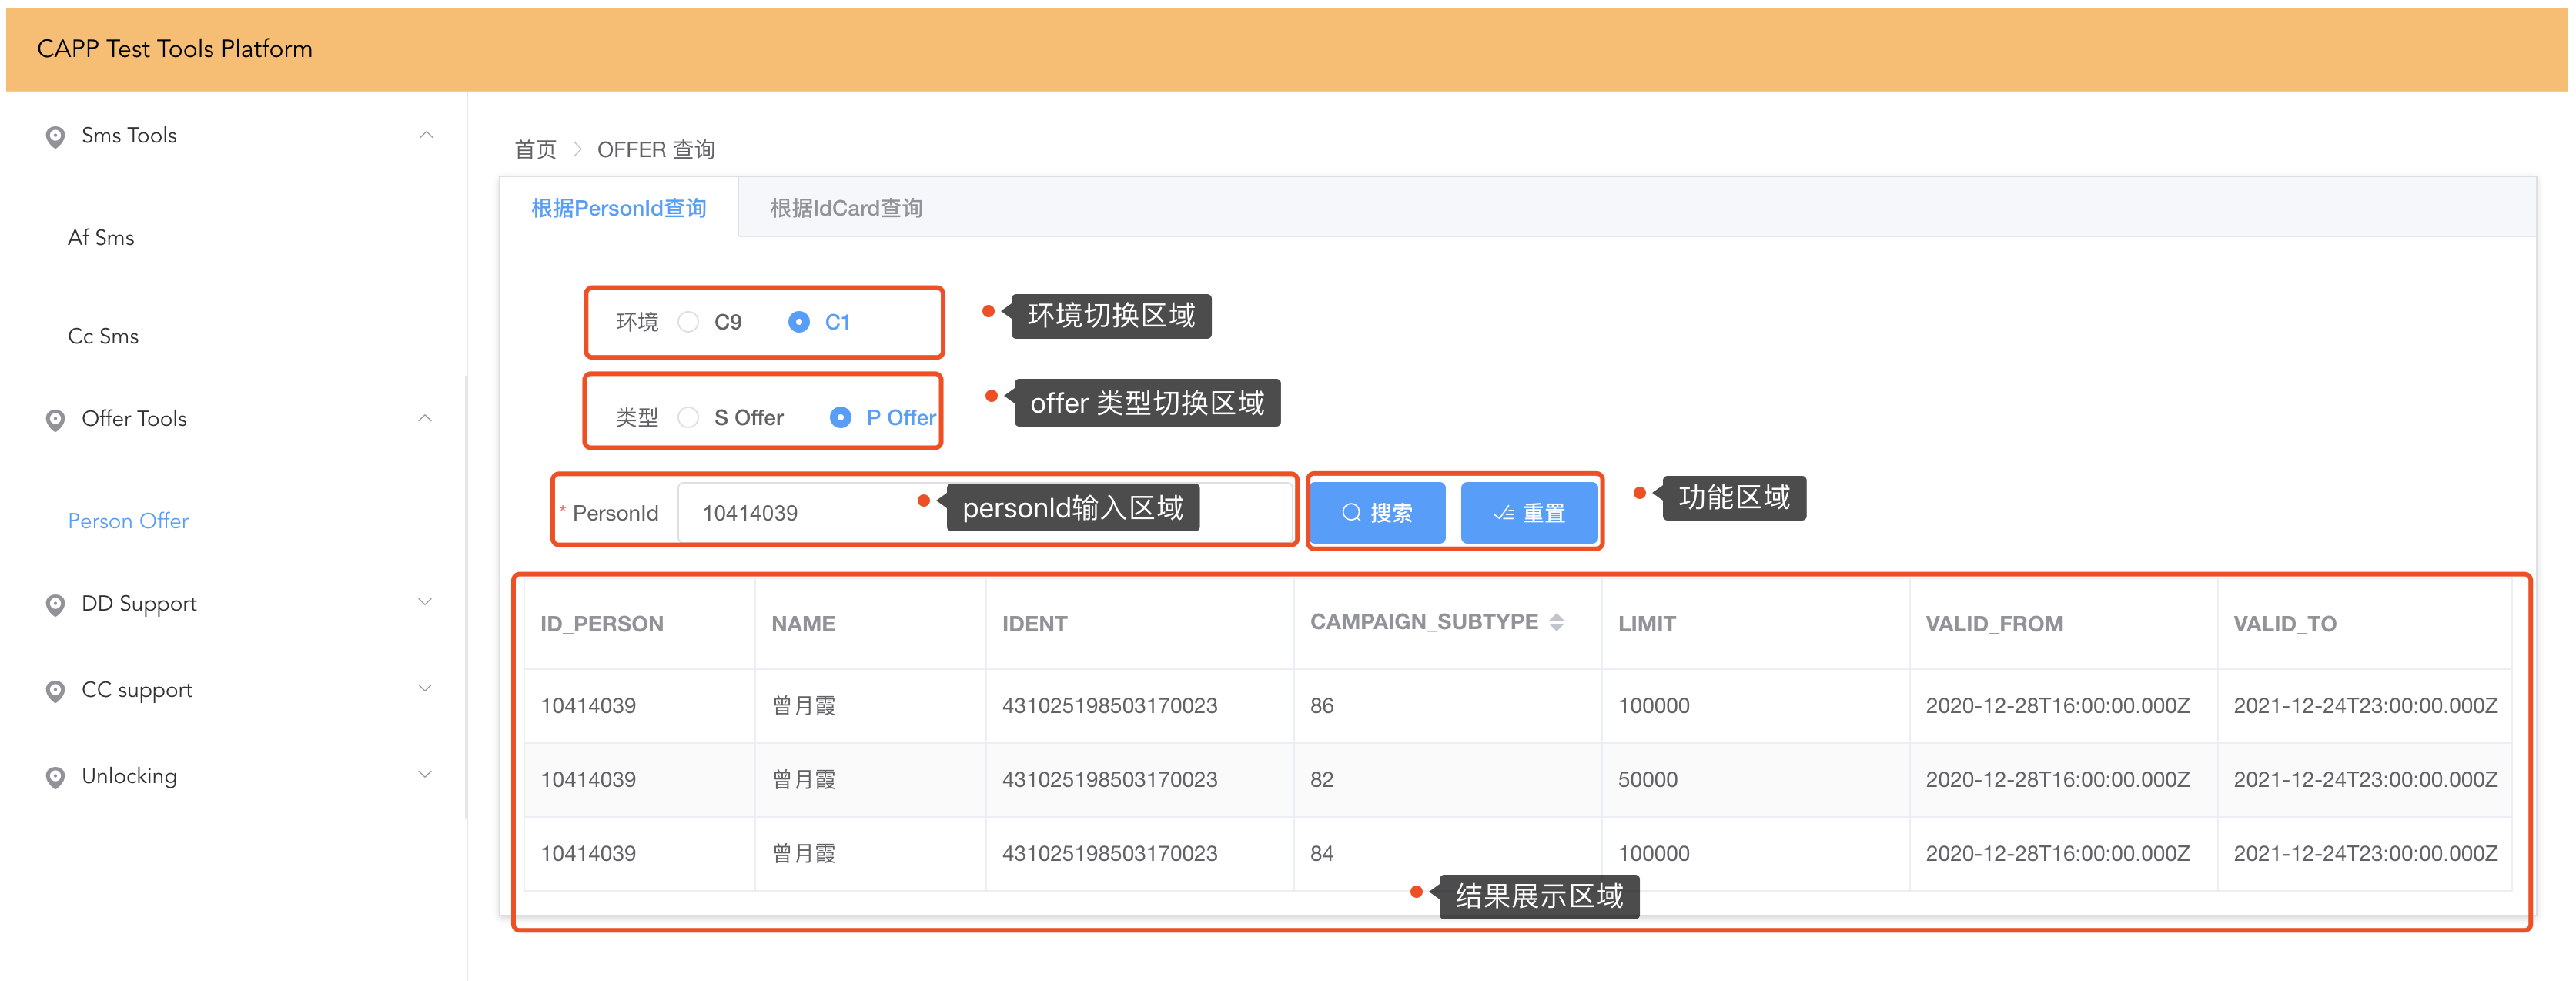 CAPP Test Tools Platform
Sms Tools
Af Sms
Cc Sms
Offer Tools
Person Offer
DD Support
CC support
Unlocking
首页 > OFFER 查询
根据PersonId查询 根据IdCard查询
环境 C9 C1
环境切换区域
类型 S Offer P Offer
offer 类型切换区域
* PersonId 10414039
personId输入区域
搜索 重置
功能区域
ID_PERSON NAME IDENT CAMPAIGN_SUBTYPE LIMIT VALID_FROM VALID_TO
10414039 曾月霞 431025198503170023 86 100000 2020-12-28T16:00:00.000Z 2021-12-24T23:00:00.000Z
10414039 曾月霞 431025198503170023 82 50000 2020-12-28T16:00:00.000Z 2021-12-24T23:00:00.000Z
10414039 曾月霞 431025198503170023 84 100000 2020-12-28T16:00:00.000Z 2021-12-24T23:00:00.000Z
结果展示区域